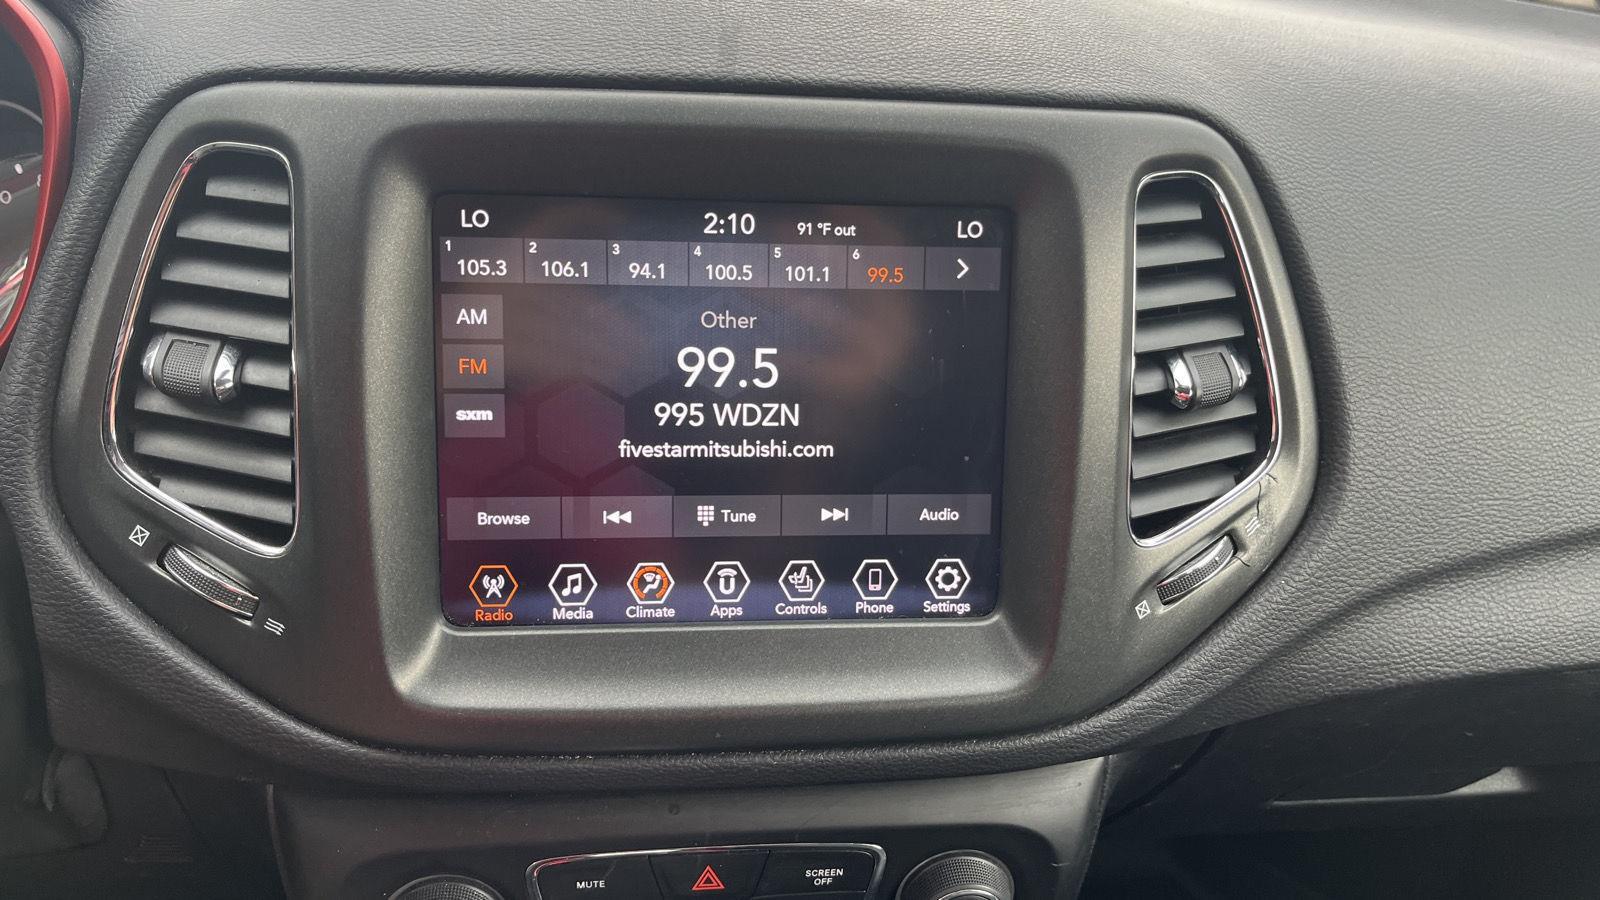 LO 2:10 91 °F out LO
1 105.3 2 106.1 3 94.1 4 100.5 5 101.1 6 99.5
AM
FM
sxm
Other
99.5
995 WDZN
fivestarmitsubishi.com
Browse Tune Audio
Radio Media Climate Apps Controls Phone Settings
MUTE SCREEN
OFF